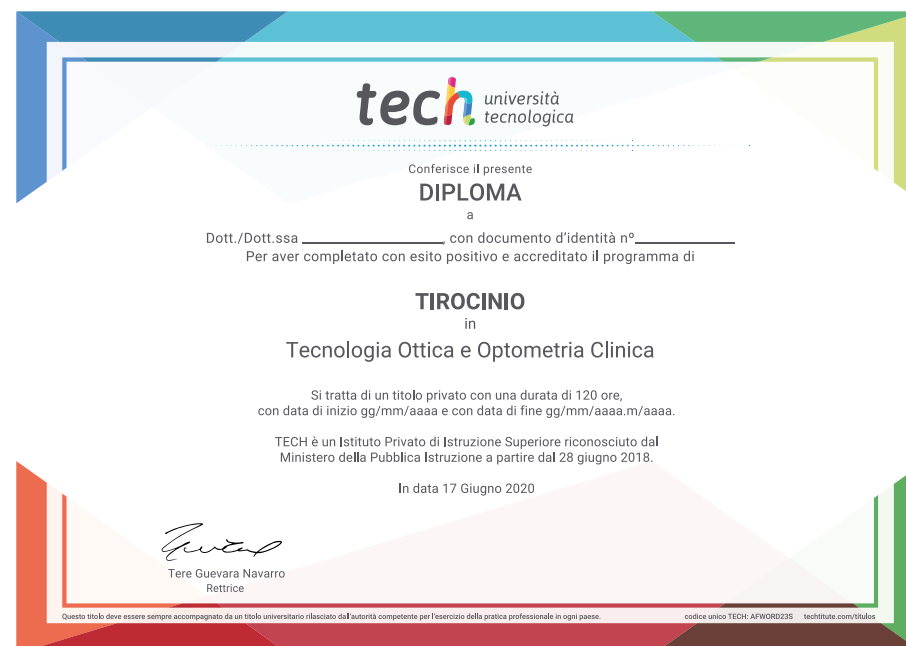 tech università
tecnologica
Conferisce il presente
DIPLOMA
a
Dott./Dott.ssa ________________, con documento d'identità nº____________
Per aver completato con esito positivo e accreditato il programma di
TIROCINIO
in
Tecnologia Ottica e Optometria Clinica
Si tratta di un titolo privato con una durata di 120 ore,
con data di inizio gg/mm/aaaa e con data di fine gg/mm/aaaa.m/aaaa.
TECH è un Istituto Privato di Istruzione Superiore riconosciuto dal
Ministero della Pubblica Istruzione a partire dal 28 giugno 2018.
In data 17 Giugno 2020
Tere Guevara Navarro
Rettrice
Questo titolo deve essere sempre accompagnato da un titolo universitario rilasciato dall'autorità competente per l'esercizio della pratica professionale in ogni paese. codice unico TECH: AFWORD23S techtitute.com/titulos